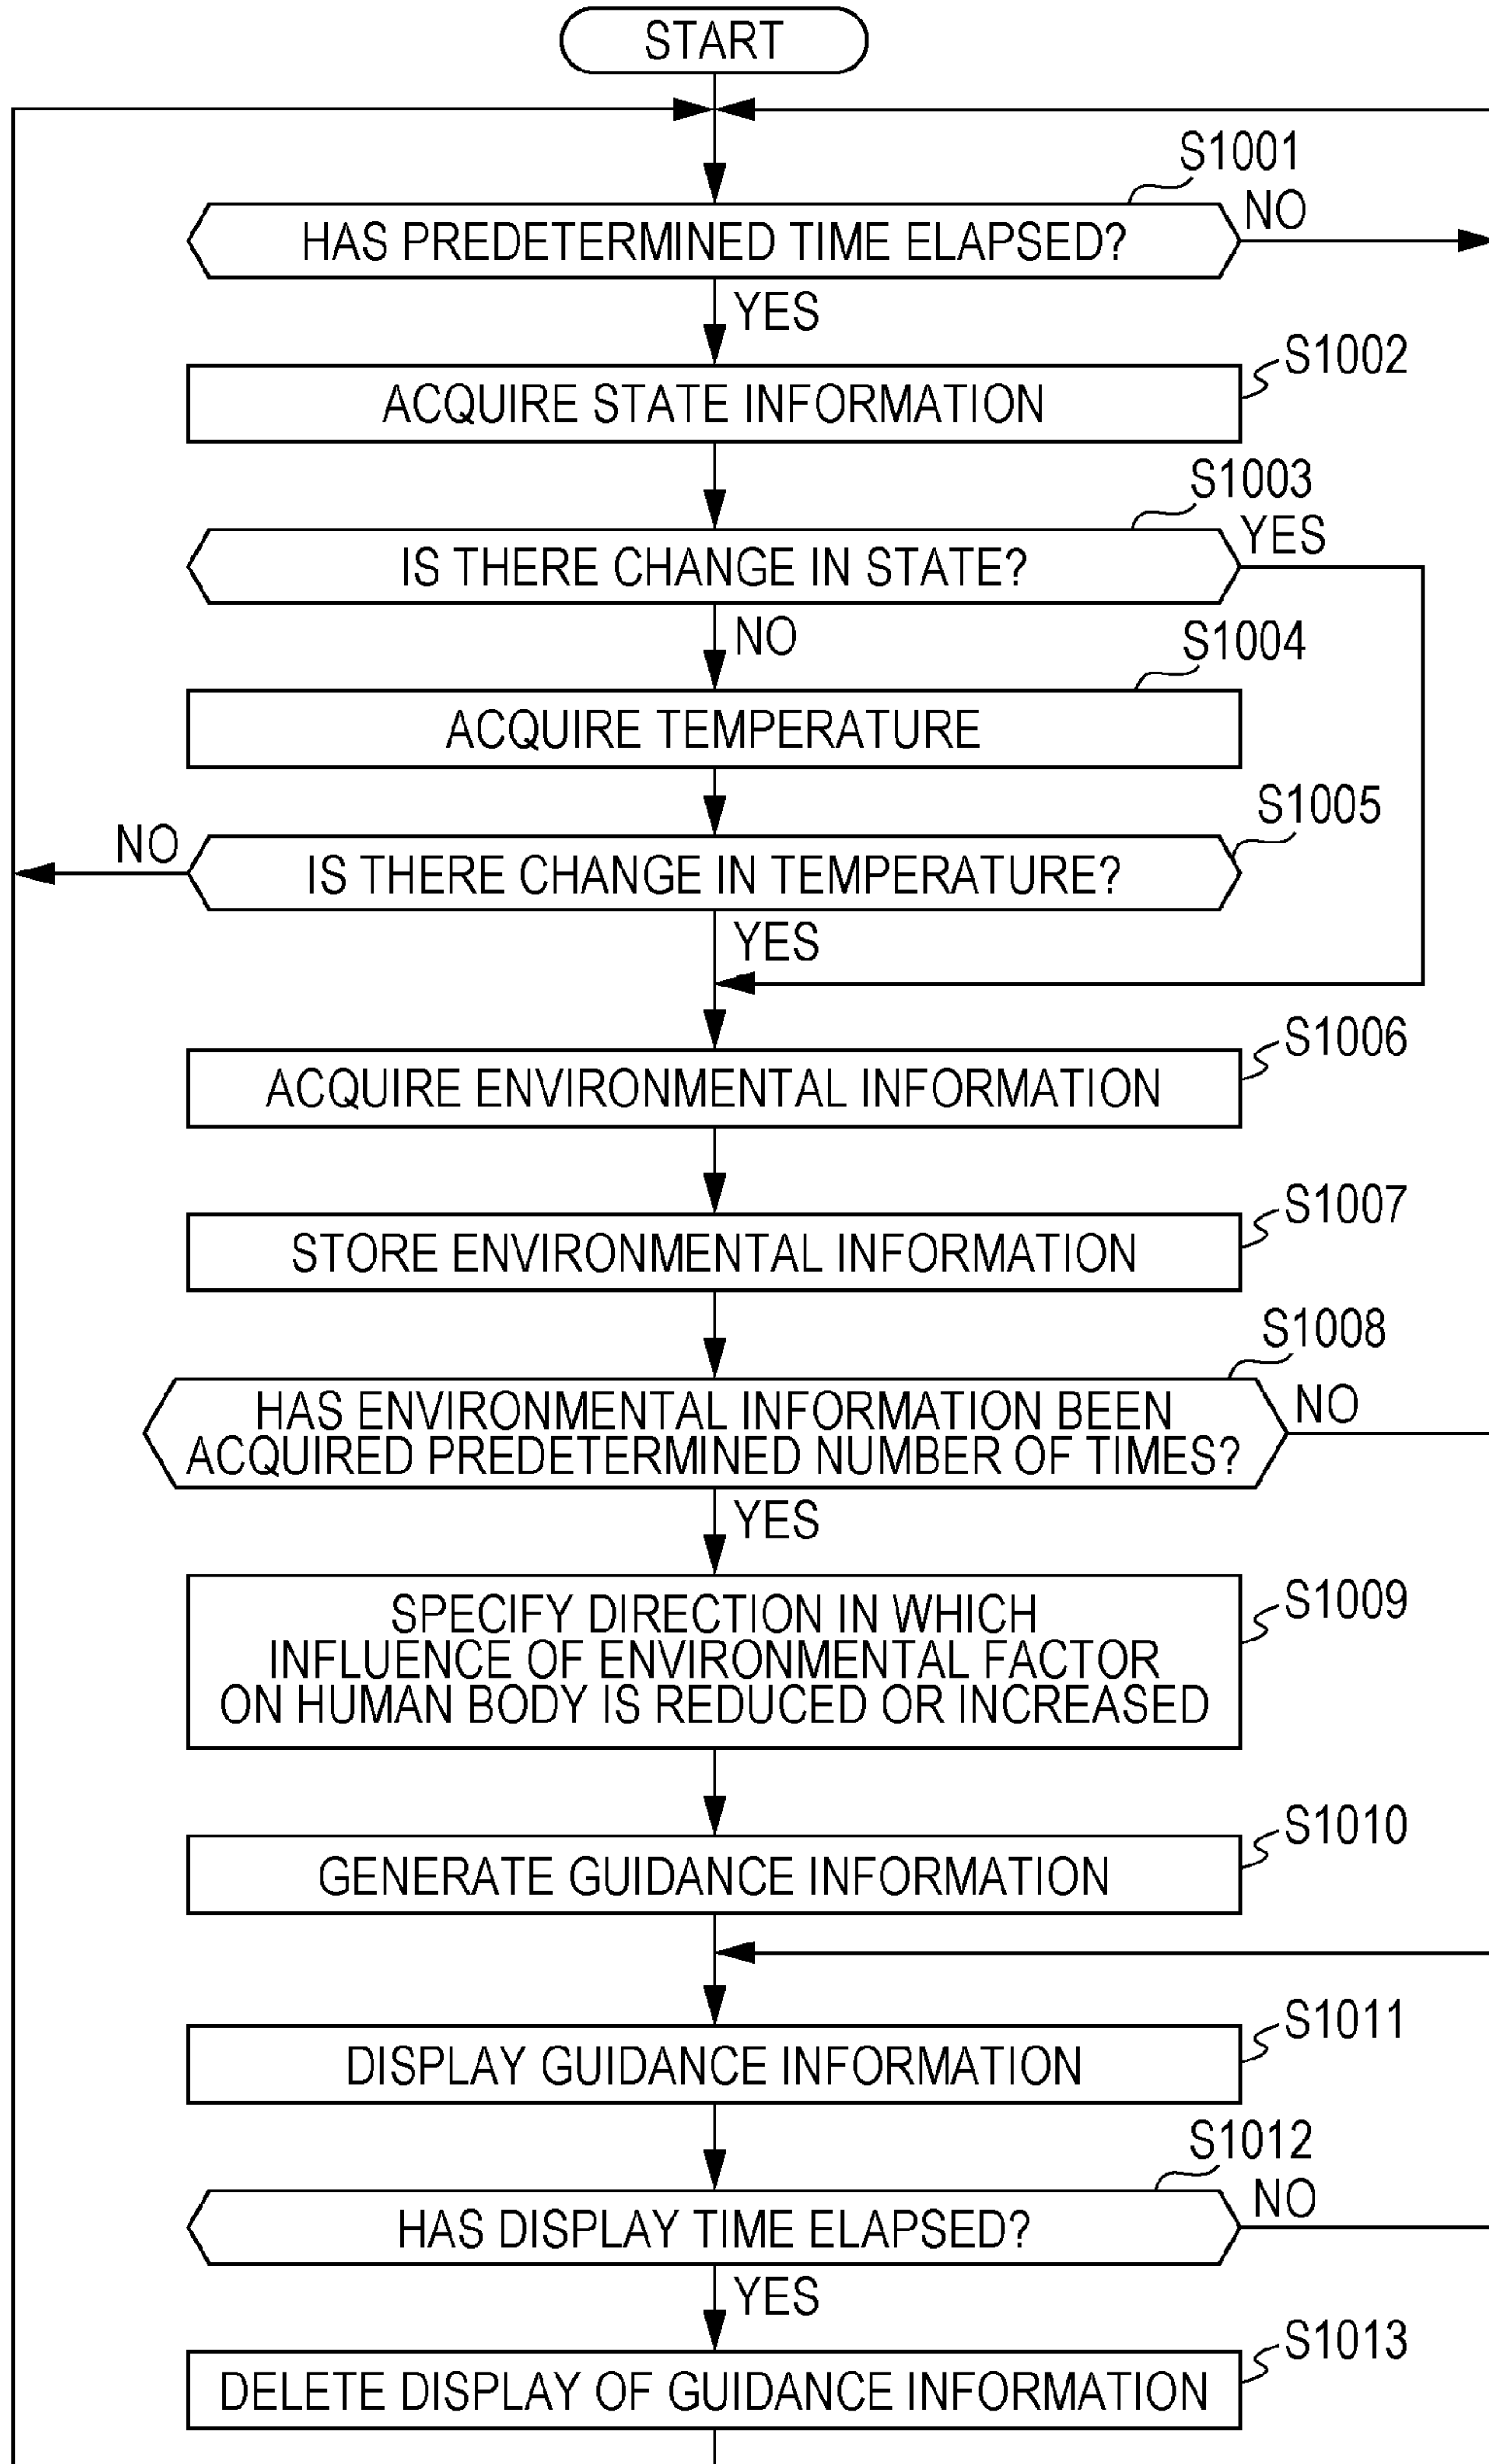 START
S1001
HAS PREDETERMINED TIME ELAPSED?
NO
YES
S1002
ACQUIRE STATE INFORMATION
S1003
IS THERE CHANGE IN STATE?
YES
NO
S1004
ACQUIRE TEMPERATURE
S1005
NO
IS THERE CHANGE IN TEMPERATURE?
YES
S1006
ACQUIRE ENVIRONMENTAL INFORMATION
S1007
STORE ENVIRONMENTAL INFORMATION
S1008
HAS ENVIRONMENTAL INFORMATION BEEN
ACQUIRED PREDETERMINED NUMBER OF TIMES?
NO
YES
S1009
SPECIFY DIRECTION IN WHICH
INFLUENCE OF ENVIRONMENTAL FACTOR
ON HUMAN BODY IS REDUCED OR INCREASED
S1010
GENERATE GUIDANCE INFORMATION
S1011
DISPLAY GUIDANCE INFORMATION
S1012
HAS DISPLAY TIME ELAPSED?
NO
YES
S1013
DELETE DISPLAY OF GUIDANCE INFORMATION